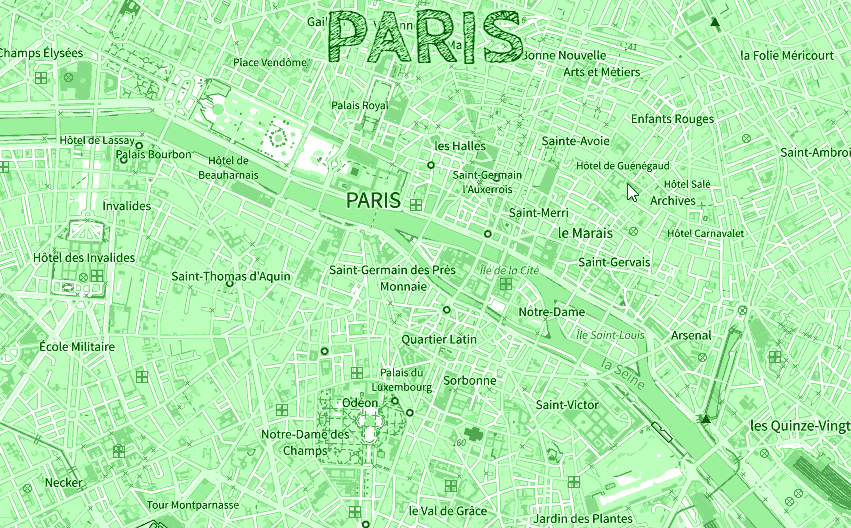 PARIS
Bonne Nouvelle
la Folie Méricourt
Champs Élysées
Place Vendôme
Arts et Métiers
Palais Royal
Enfants Rouges
Hôtel de Lassay
les Halles
Sainte-Avoie
Palais Bourbon
Hôtel de
Beauharnais
Saint-Germain
l'Auxerrois
Hôtel de Guénégaud
Hôtel Salé
Archives
Invalides
PARIS
Saint-Merri
le Marais
Hôtel Carnavalet
Hôtel des Invalides
Saint-Thomas d'Aquin
Saint-Germain des Prés
Monnaie
Île de la Cité
Saint-Gervais
Notre-Dame
Île Saint-Louis
Arsenal
École Militaire
Quartier Latin
la Seine
Palais du
Luxembourg
Sorbonne
Odéon
Saint-Victor
Notre-Dame des
Champs
60
les Quinze-Vingt
Necker
Tour Montparnasse
le Val de Grâce
Jardin des Plantes